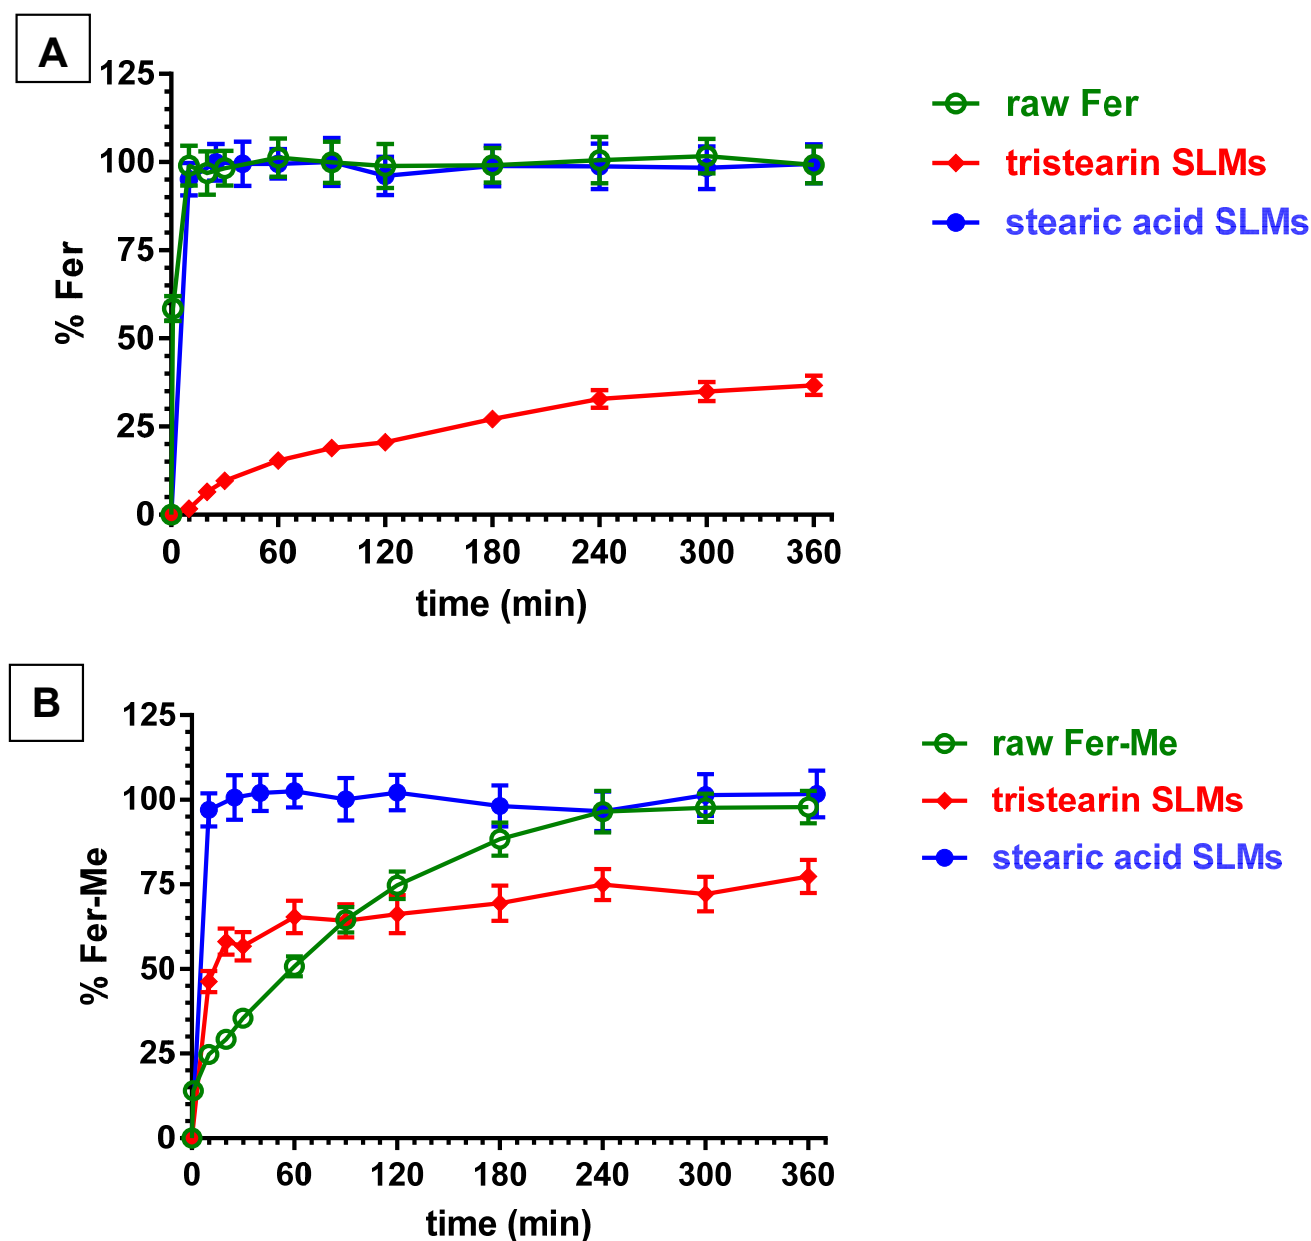 A
125
100
75
50
25
0
% Fer
0 60 120 180 240 300 360
time (min)
raw Fer
tristearin SLMs
stearic acid SLMs
B
125
100
75
50
25
0
% Fer-Me
0 60 120 180 240 300 360
time (min)
raw Fer-Me
tristearin SLMs
stearic acid SLMs